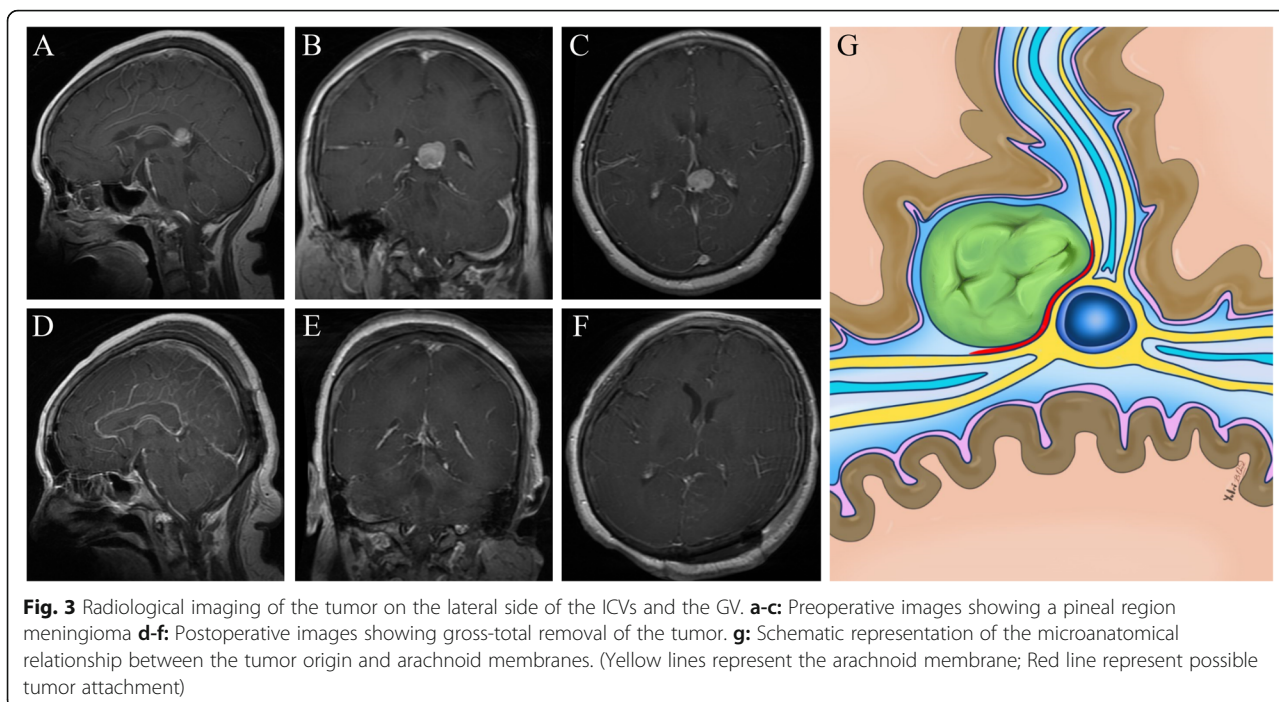 A
B
C
G
D
E
F
Fig. 3 Radiological imaging of the tumor on the lateral side of the ICVs and the GV. a-c: Preoperative images showing a pineal region
meningioma d-f: Postoperative images showing gross-total removal of the tumor. g: Schematic representation of the microanatomical
relationship between the tumor origin and arachnoid membranes. (Yellow lines represent the arachnoid membrane; Red line represent possible
tumor attachment)